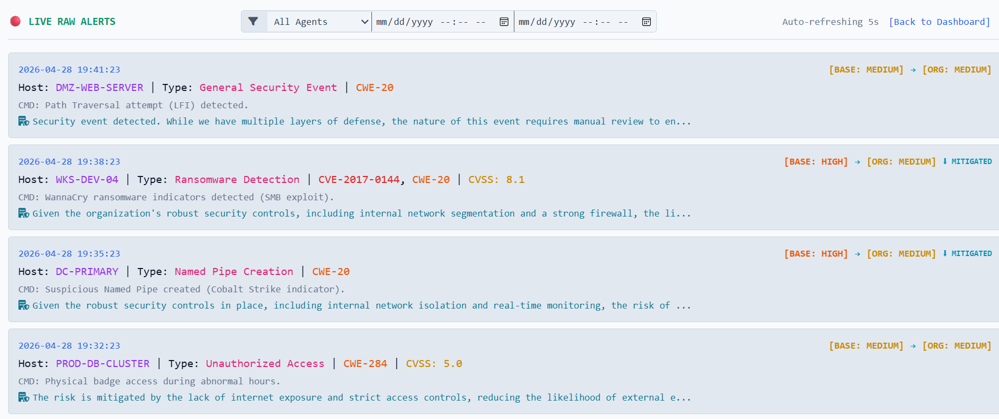 LIVE RAW ALERTS All Agents mm/dd/yyyy --:-- -- mm/dd/yyyy --:-- -- Auto-refreshing 5s [Back to Dashboard]
2026-04-28 19:41:23 [BASE: MEDIUM] → [ORG: MEDIUM]
Host: DMZ-WEB-SERVER | Type: General Security Event | CWE-20
CMD: Path Traversal attempt (LFI) detected.
Security event detected. While we have multiple layers of defense, the nature of this event requires manual review to en...
2026-04-28 19:38:23 [BASE: HIGH] → [ORG: MEDIUM] ⬇ MITIGATED
Host: WKS-DEV-04 | Type: Ransomware Detection | CVE-2017-0144, CWE-20 | CVSS: 8.1
CMD: WannaCry ransomware indicators detected (SMB exploit).
Given the organization's robust security controls, including internal network segmentation and a strong firewall, the li...
2026-04-28 19:35:23 [BASE: HIGH] → [ORG: MEDIUM] ⬇ MITIGATED
Host: DC-PRIMARY | Type: Named Pipe Creation | CWE-20
CMD: Suspicious Named Pipe created (Cobalt Strike indicator).
Given the robust security controls in place, including internal network isolation and real-time monitoring, the risk of ...
2026-04-28 19:32:23 [BASE: MEDIUM] → [ORG: MEDIUM]
Host: PROD-DB-CLUSTER | Type: Unauthorized Access | CWE-284 | CVSS: 5.0
CMD: Physical badge access during abnormal hours.
The risk is mitigated by the lack of internet exposure and strict access controls, reducing the likelihood of external e...